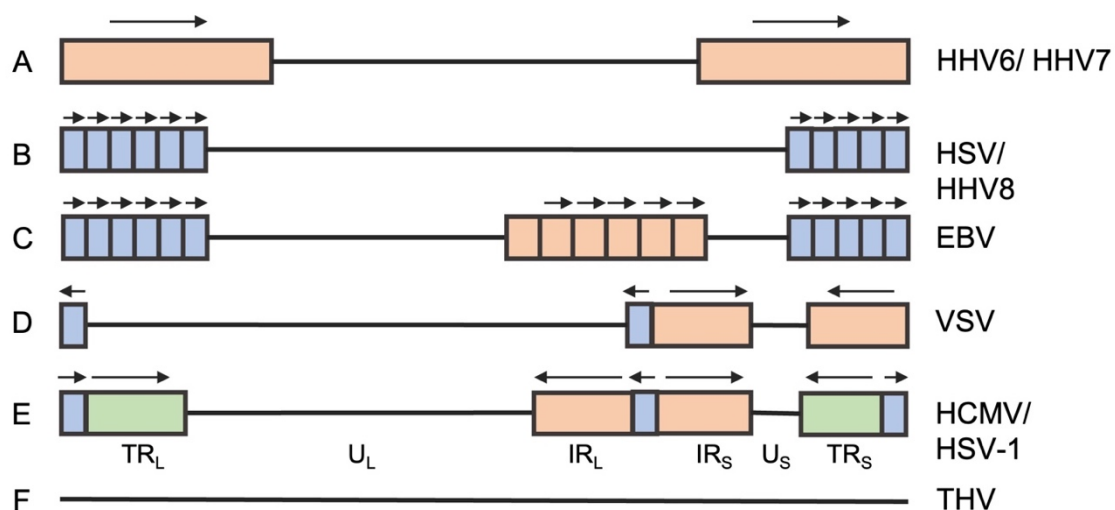 A HHV6/ HHV7
B HSV/
HHV8
C EBV
D VSV
E HCMV/
HSV-1
TRL UL IRL IRS US TRS
F THV